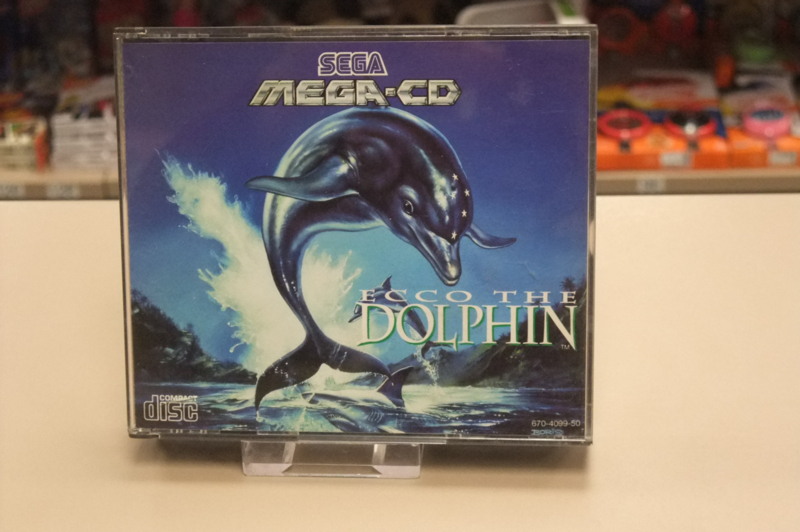 SEGA
MEGA-CD
ECCO THE
DOLPHIN
TM
COMPACT
disc
670-4099-50